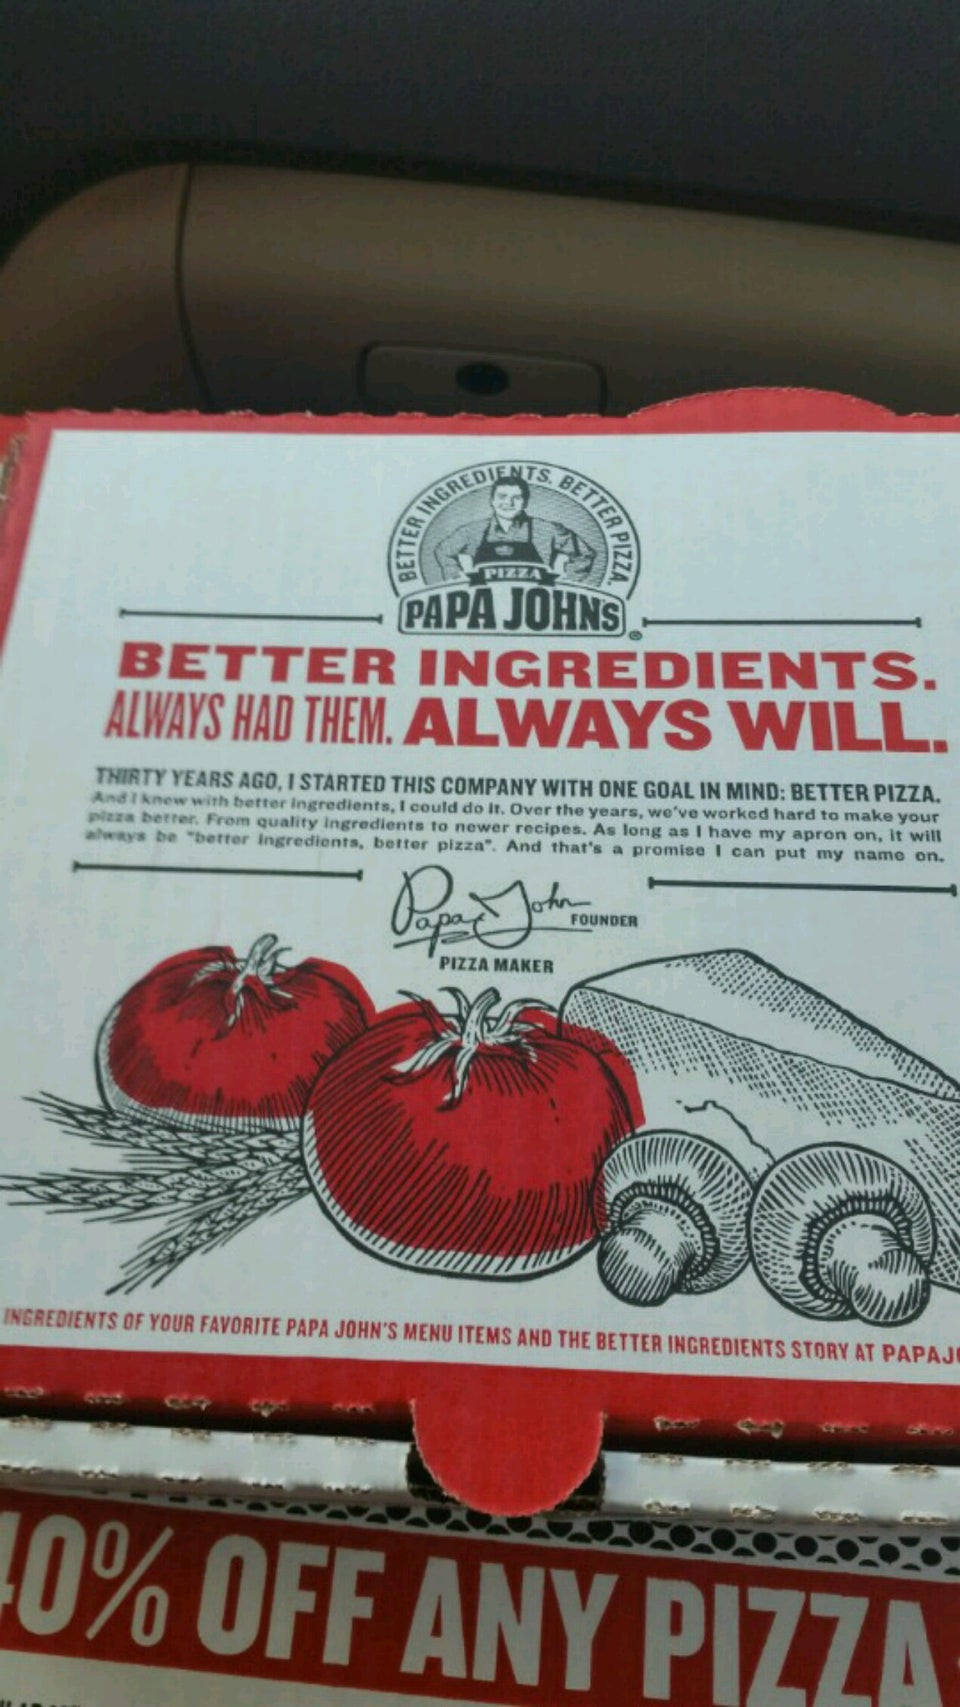 BETTER INGREDIENTS. BETTER PIZZA.
PIZZA
PAPA JOHNS®
BETTER INGREDIENTS.
ALWAYS HAD THEM. ALWAYS WILL.
THIRTY YEARS AGO, I STARTED THIS COMPANY WITH ONE GOAL IN MIND: BETTER PIZZA.
And I knew with better ingredients, I could do it. Over the years, we've worked hard to make your
pizza better. From quality ingredients to newer recipes. As long as I have my apron on, it will
always be "better ingredients, better pizza". And that's a promise I can put my name on.
Papa John
FOUNDER
PIZZA MAKER
INGREDIENTS OF YOUR FAVORITE PAPA JOHN'S MENU ITEMS AND THE BETTER INGREDIENTS STORY AT PAPAJ
40% OFF ANY PIZZA